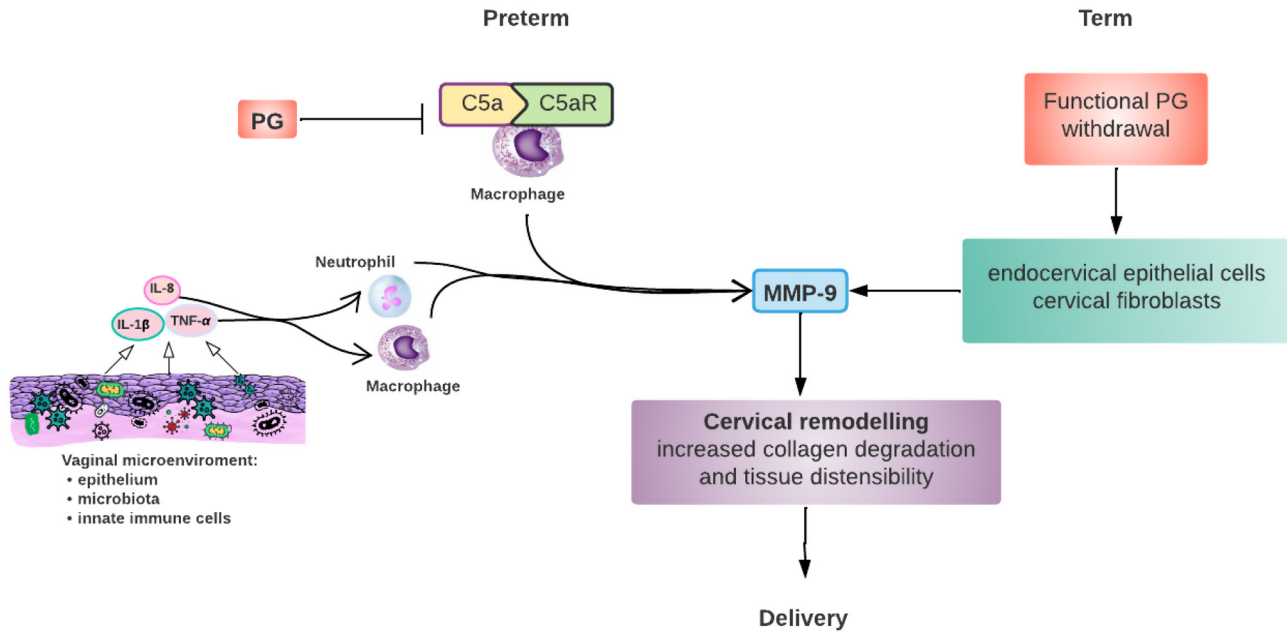 Preterm
Term
PG
C5a
C5aR
Macrophage
Functional PG
withdrawal
Neutrophil
IL-8
IL-1β
TNF-α
Macrophage
MMP-9
endocervical epithelial cells
cervical fibroblasts
Vaginal microenviroment:
• epithelium
• microbiota
• innate immune cells
Cervical remodelling
increased collagen degradation
and tissue distensibility
Delivery